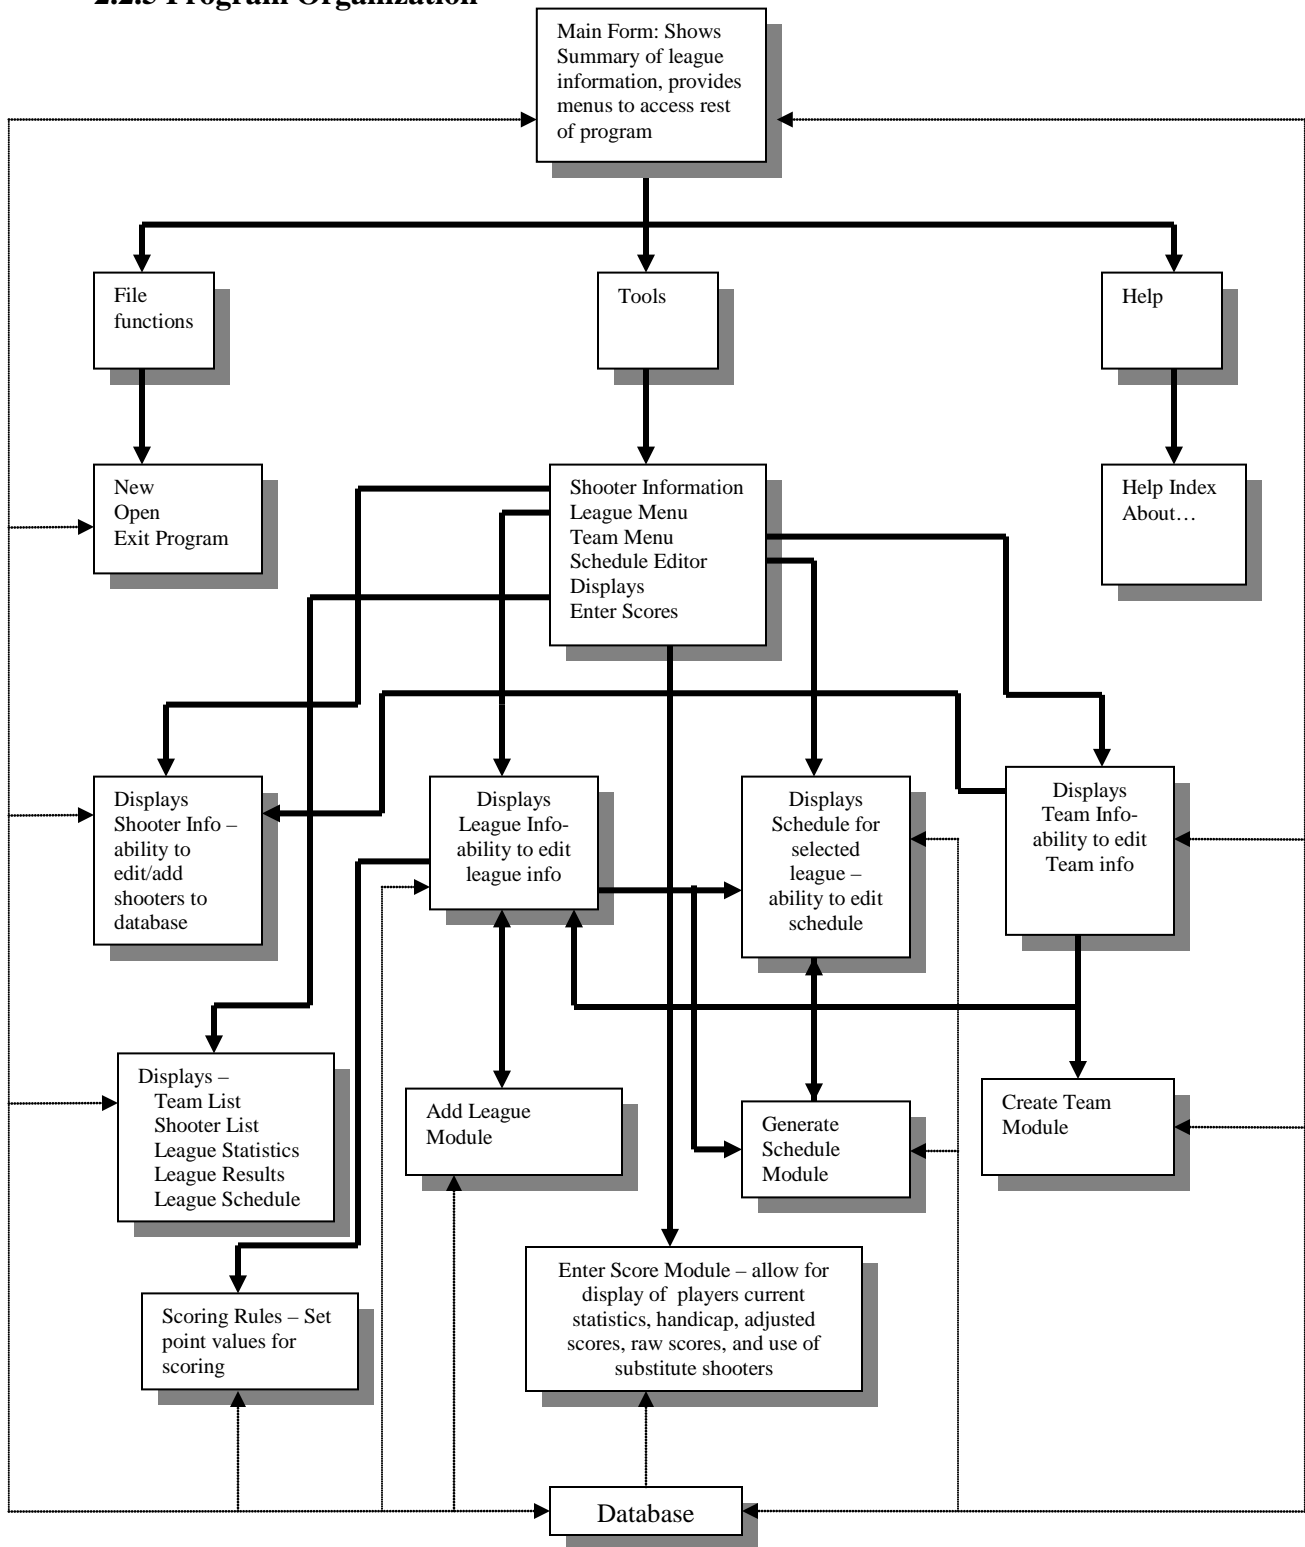 2.2.3 Program Organization
Main Form: Shows
Summary of league
information, provides
menus to access rest
of program
File
functions
Tools
Help
New
Open
Exit Program
Shooter Information
League Menu
Team Menu
Schedule Editor
Displays
Enter Scores
Help Index
About…
Displays
Shooter Info –
ability to
edit/add
shooters to
database
Displays
League Info-
ability to edit
league info
Displays
Schedule for
selected
league –
ability to edit
schedule
Displays
Team Info-
ability to edit
Team info
Displays –
Team List
Shooter List
League Statistics
League Results
League Schedule
Add League
Module
Generate
Schedule
Module
Create Team
Module
Scoring Rules – Set
point values for
scoring
Enter Score Module – allow for
display of  players current
statistics, handicap, adjusted
scores, raw scores, and use of
substitute shooters
Database